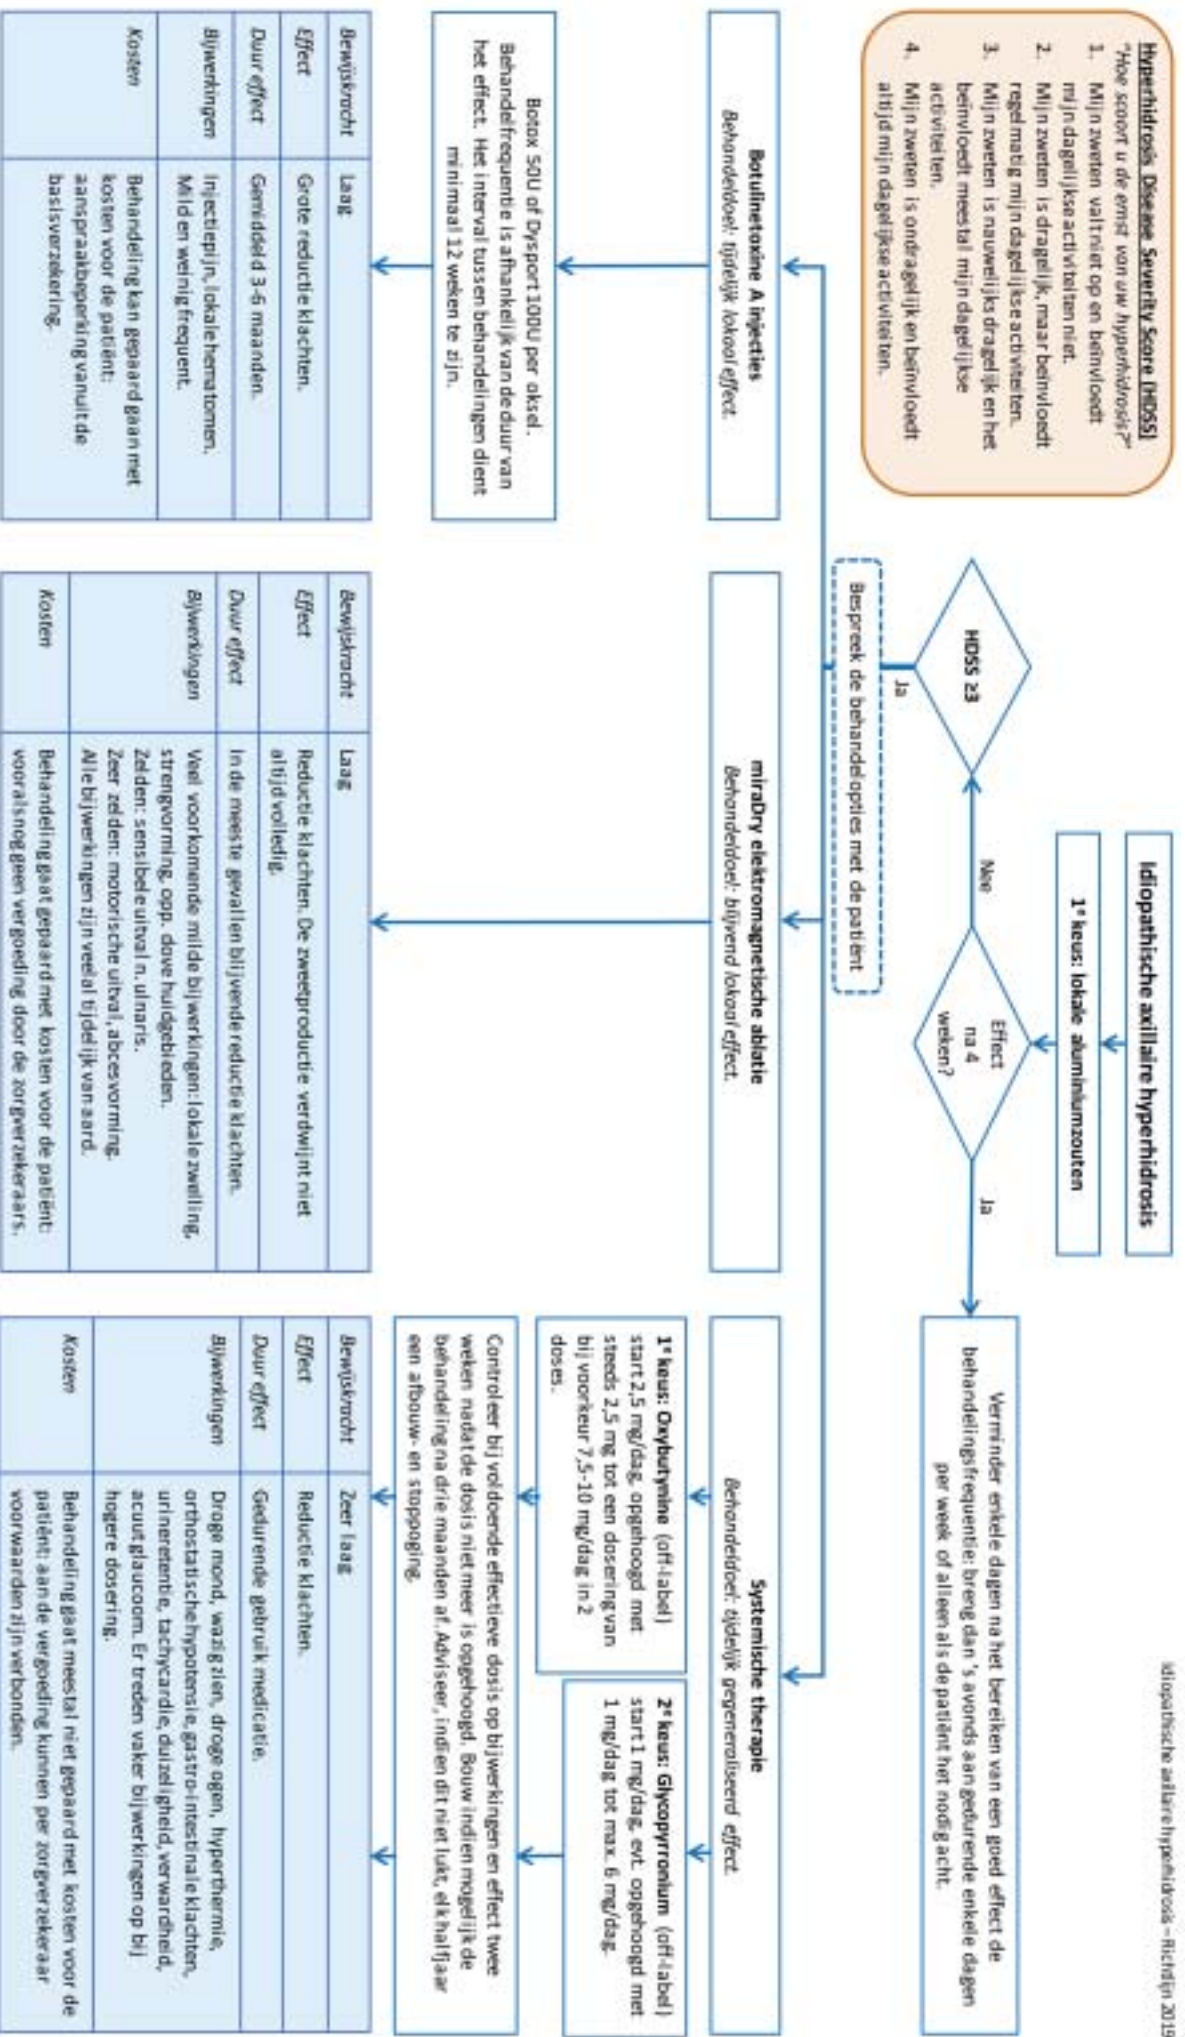 Idiopathische axillaire hyperhidrosis – Richtlijn 2019
Idiopathische axillaire hyperhidrosis
1e keus: lokale aluminiumzouten
Effect
na 4
weken?
Nee
Ja
Verminder enkele dagen na het bereiken van een goed effect de
behandelingsfrequentie: breng dan 's avonds aan gedurende enkele dagen
per week of alleen als de patiënt het nodig acht.
HDSS ≥3
Ja
Hyperhidrosis Disease Severity Score (HDSS)
"Hoe scoort u de ernst van uw hyperhidrosis?"
1. Mijn zweten valt niet op en beïnvloedt
mijn dagelijkse activiteiten niet.
2. Mijn zweten is dragelijk, maar beïnvloedt
regelmatig mijn dagelijkse activiteiten.
3. Mijn zweten is nauwelijks dragelijk en het
beïnvloedt meestal mijn dagelijkse
activiteiten.
4. Mijn zweten is ondragelijk en beïnvloedt
altijd mijn dagelijkse activiteiten.
Bespreek de behandelopties met de patiënt
Botulinetoxine A injecties
Behandeldoel: tijdelijk lokaal effect.
Botox 50U of Dysport 100U per oksel.
Behandelfrequentie is afhankelijk van de duur van
het effect. Het interval tussen behandelingen dient
minimaal 12 weken te zijn.
Bewijskracht Laag
Effect Grote reductie klachten.
Duur effect Gemiddeld 3-6 maanden.
Bijwerkingen Injectiepijn, lokale hematomen.
Mild en weinig frequent.
Kosten Behandeling kan gepaard gaan met
kosten voor de patiënt:
aanspraakbeperking vanuit de
basisverzekering.
miraDry elektromagnetische ablatie
Behandeldoel: blijvend lokaal effect.
Bewijskracht Laag
Effect Reductie klachten. De zweetproductie verdwijnt niet
altijd volledig.
Duur effect In de meeste gevallen blijvende reductie klachten.
Bijwerkingen Veel voorkomende milde bijwerkingen: lokale zwelling,
strengvorming, opp. dove huidgebieden.
Zelden: sensibele uitval n. ulnaris.
Zeer zelden: motorische uitval, abcesvorming.
Alle bijwerkingen zijn veelal tijdelijk van aard.
Kosten Behandeling gaat gepaard met kosten voor de patiënt:
vooralsnog geen vergoeding door de zorgverzekeraars.
Systemische therapie
Behandeldoel: tijdelijk gegeneraliseerd effect.
1e keus: Oxybutynine (off-label)
start 2,5 mg/dag, opgehoogd met
steeds 2,5 mg tot een dosering van
bij voorkeur 7,5-10 mg/dag in 2
doses.
2e keus: Glycopyrronium (off-label)
start 1 mg/dag, evt. opgehoogd met
1 mg/dag tot max. 6 mg/dag.
Controleer bij voldoende effectieve dosis op bijwerkingen en effect twee
weken nadat de dosis niet meer is opgehoogd. Bouw indien mogelijk de
behandeling na drie maanden af. Adviseer, indien dit niet lukt, elk half jaar
een afbouw- en stoppoging.
Bewijskracht Zeer laag
Effect Reductie klachten.
Duur effect Gedurende gebruik medicatie.
Bijwerkingen Droge mond, wazig zien, droge ogen, hyperthermie,
orthostatische hypotensie, gastro-intestinale klachten,
urineretentie, tachycardie, duizeligheid, verwardheid,
acuut glaucoom. Er treden vaker bijwerkingen op bij
hogere dosering.
Kosten Behandeling gaat meestal niet gepaard met kosten voor de
patiënt: aan de vergoeding kunnen per zorgverzekeraar
voorwaarden zijn verbonden.